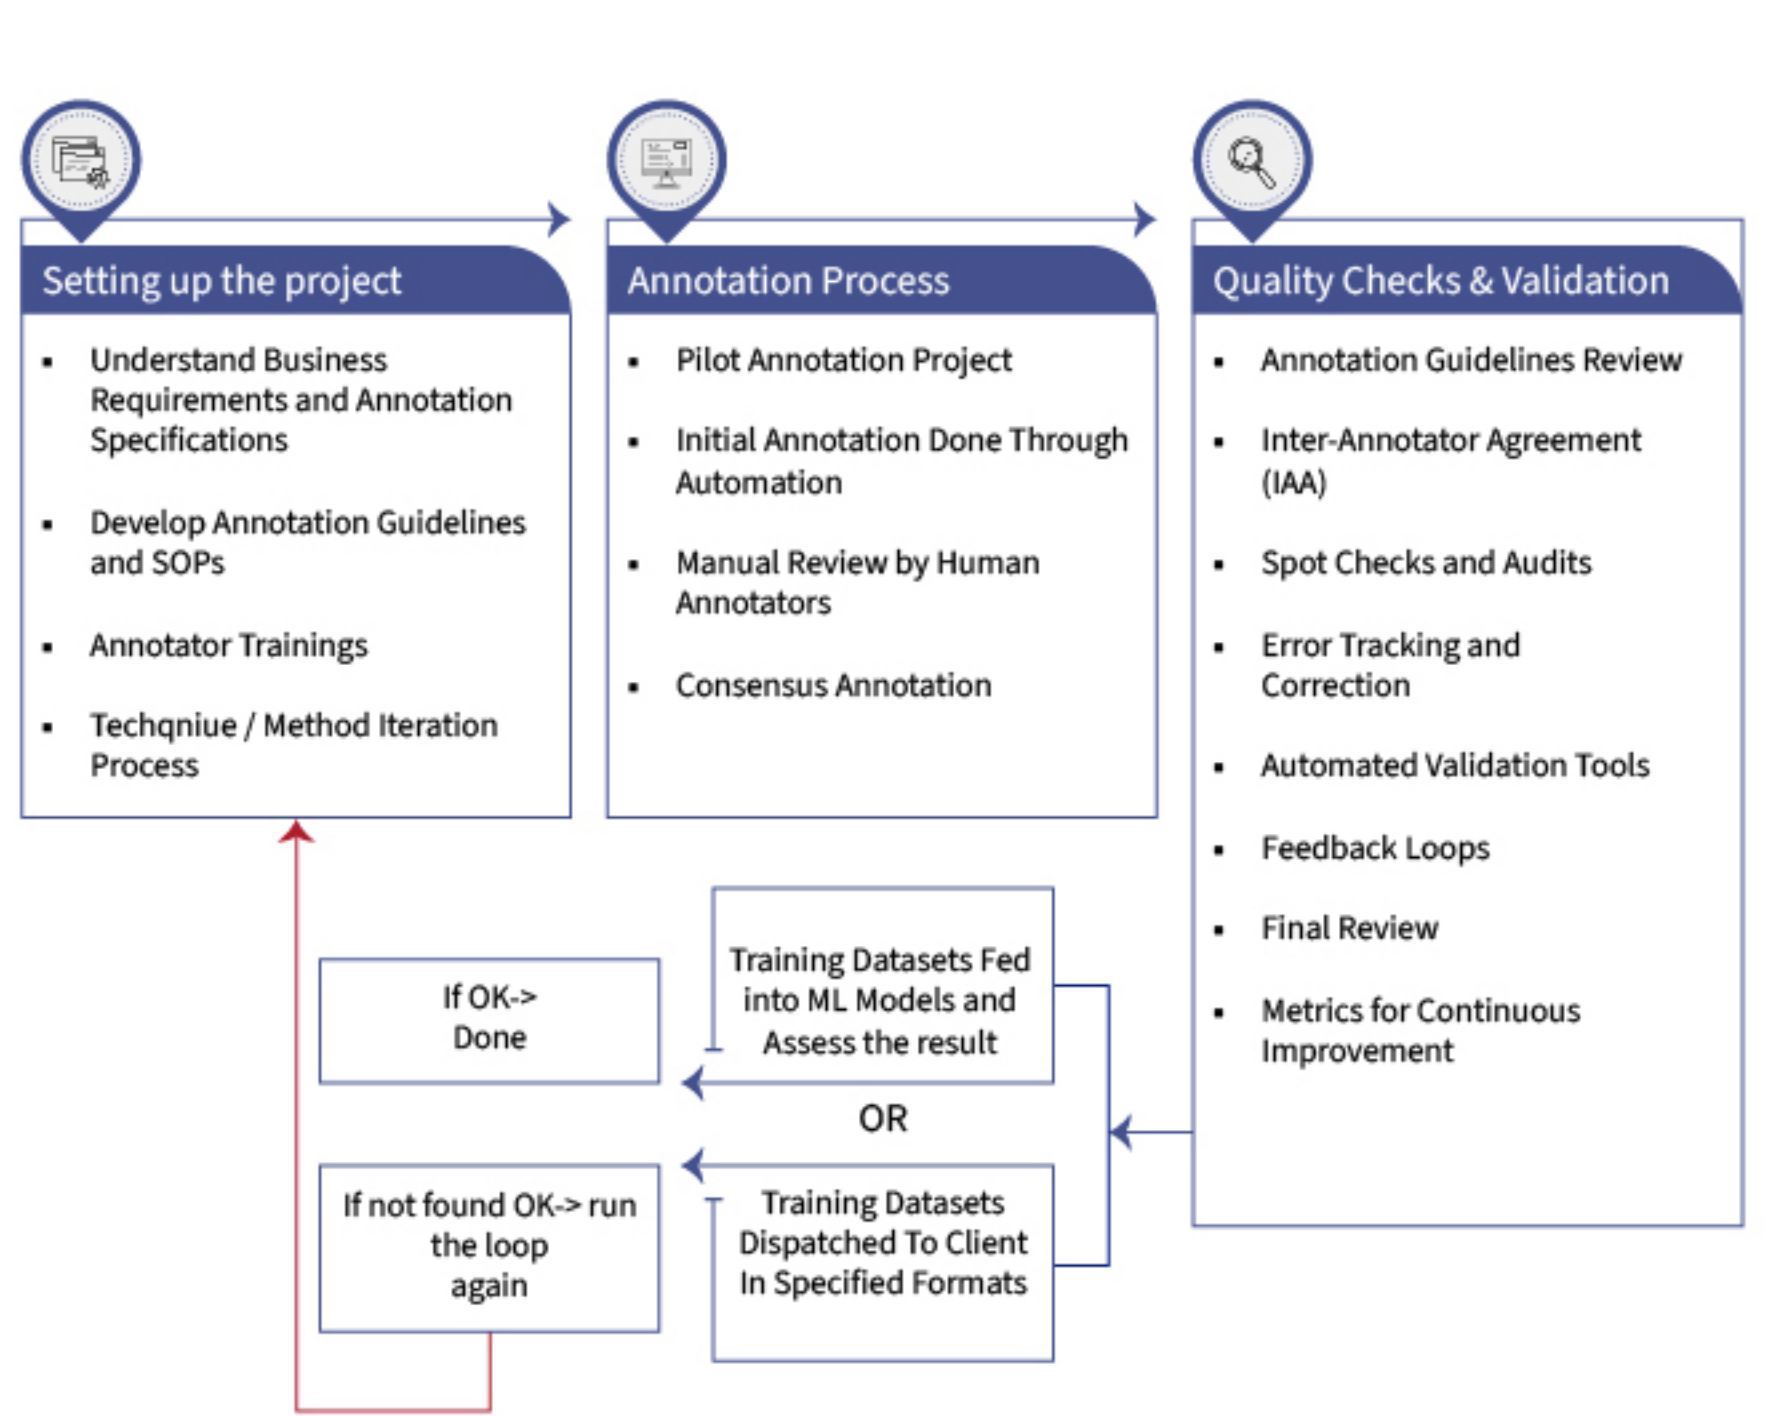 Setting up the project
▪ Understand Business
Requirements and Annotation
Specifications
▪ Develop Annotation Guidelines
and SOPs
▪ Annotator Trainings
▪ Techqniue / Method Iteration
Process
Annotation Process
▪ Pilot Annotation Project
▪ Initial Annotation Done Through
Automation
▪ Manual Review by Human
Annotators
▪ Consensus Annotation
Quality Checks & Validation
▪ Annotation Guidelines Review
▪ Inter-Annotator Agreement
(IAA)
▪ Spot Checks and Audits
▪ Error Tracking and
Correction
▪ Automated Validation Tools
▪ Feedback Loops
▪ Final Review
▪ Metrics for Continuous
Improvement
Training Datasets Fed
into ML Models and
Assess the result
OR
Training Datasets
Dispatched To Client
In Specified Formats
If OK->
Done
If not found OK-> run
the loop
again